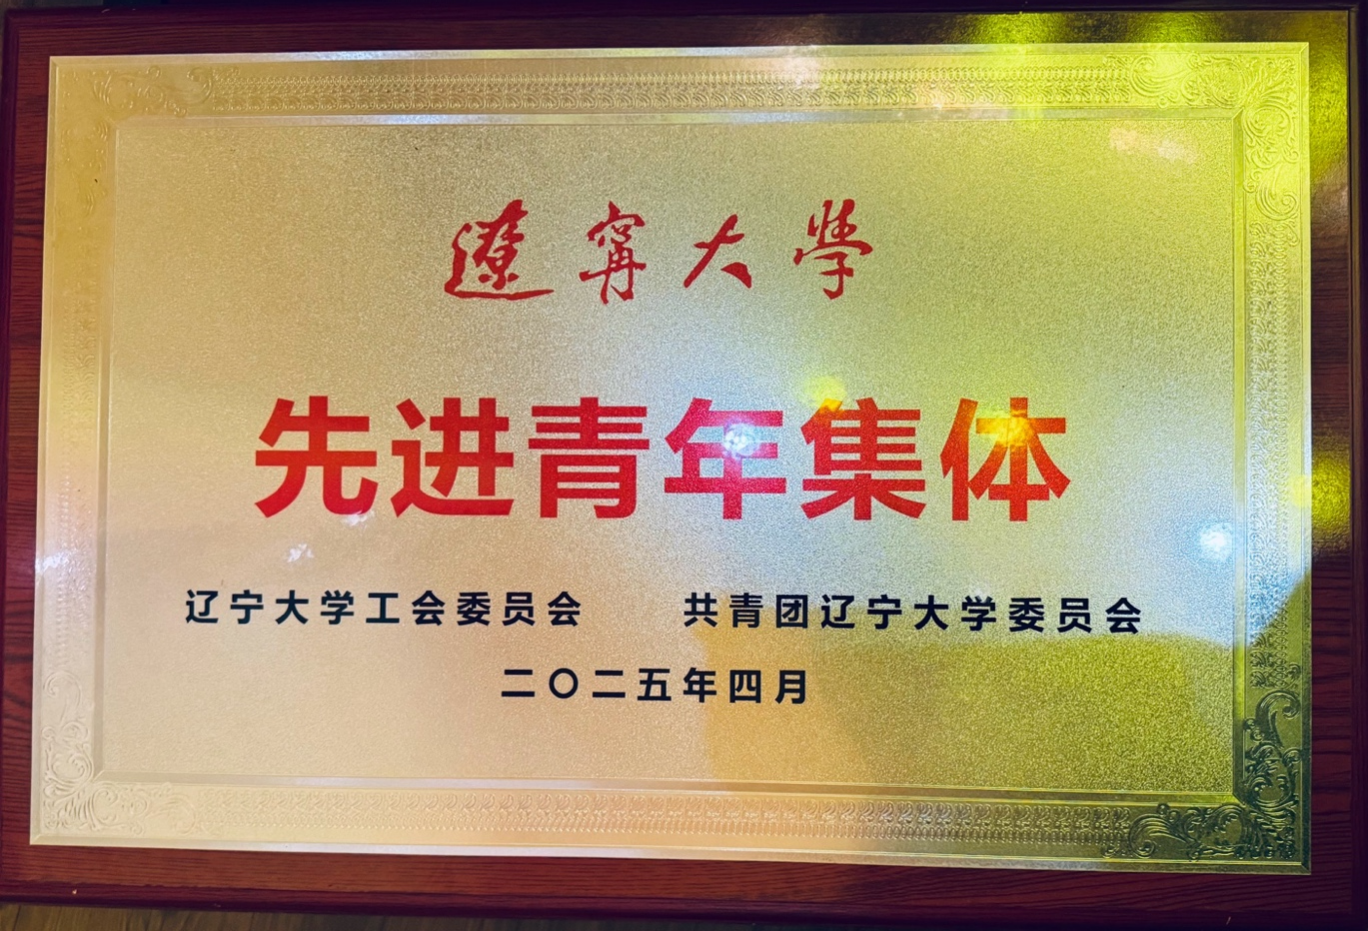 遼寧大學
先进青年集体
辽宁大学工会委员会 共青团辽宁大学委员会
二〇二五年四月